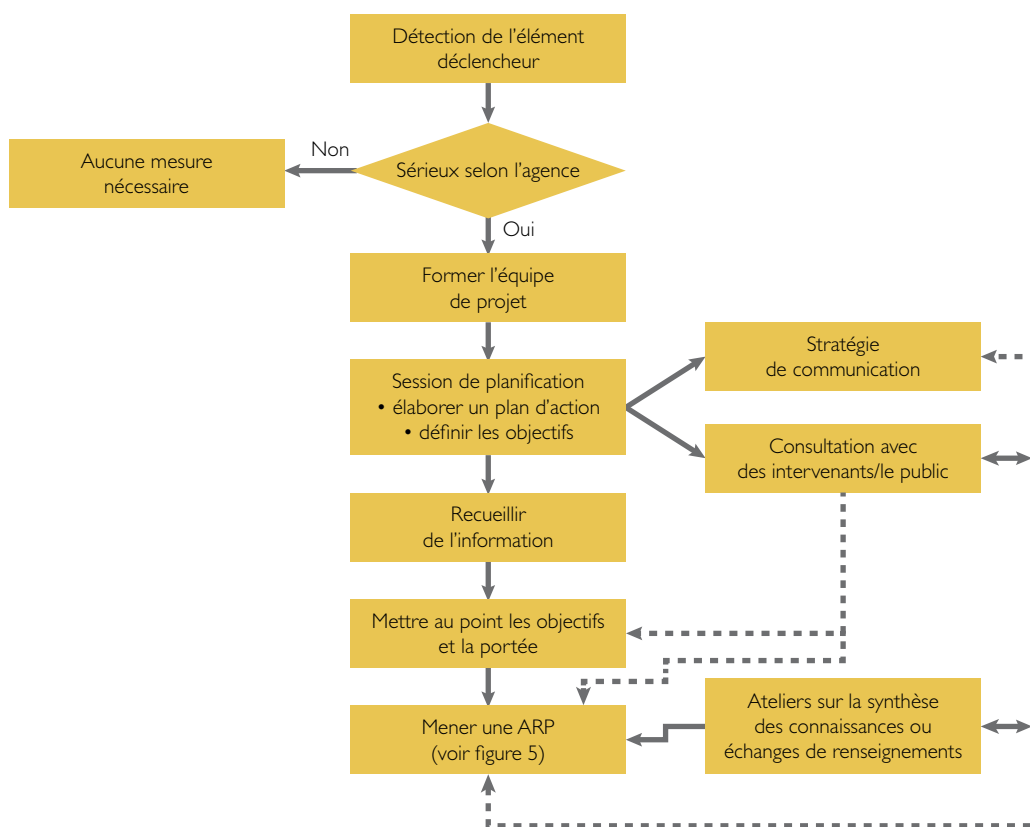 Détection de l'élément
déclencheur
Non
Aucune mesure
nécessaire
Sérieux selon l'agence
Oui
Former l'équipe
de projet
Stratégie
de communication
Session de planification
• élaborer un plan d'action
• définir les objectifs
Consultation avec
des intervenants/le public
Recueillir
de l'information
Mettre au point les objectifs
et la portée
Ateliers sur la synthèse
des connaissances ou
échanges de renseignements
Mener une ARP
(voir figure 5)